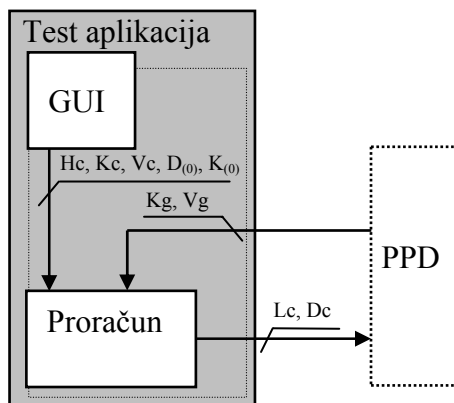 Test aplikacija
GUI
Hc, Kc, Vc, D(0), K(0)
Kg, Vg
PPD
Proračun
Lc, Dc